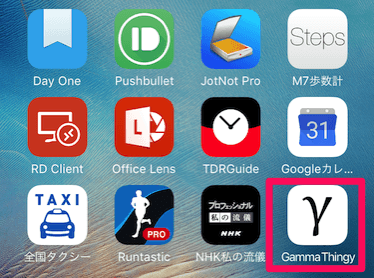 Steps
Day One
Pushbullet
JotNot Pro
M7歩数計
31
RD Client
Office Lens
TDRGuide
Googleカレ...
TAXI
PRO
プロフェッショナル
私の流儀
NHK
γ
全国タクシー
Runtastic
NHK私の流儀
GammaThingy